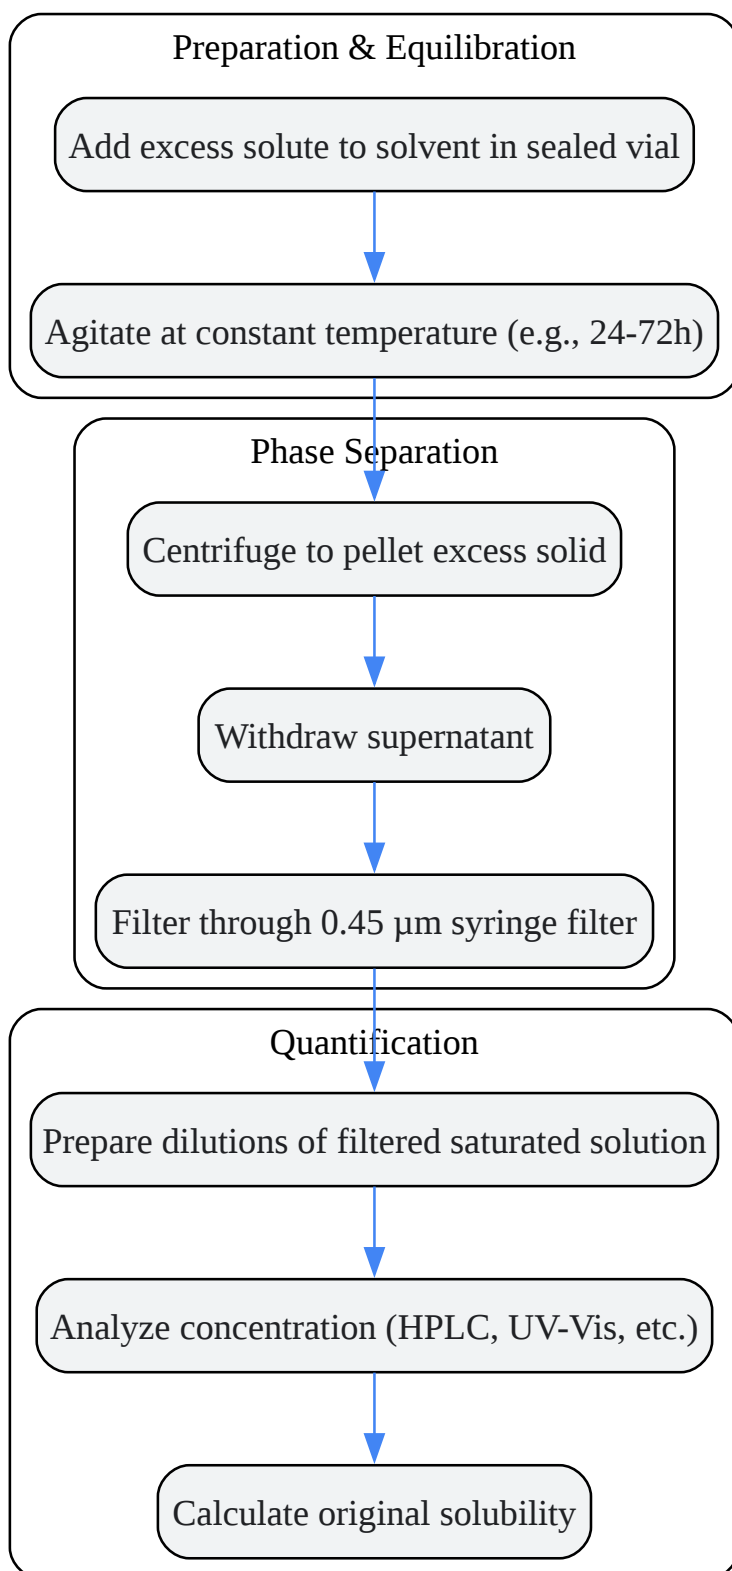 Preparation & Equilibration
Add excess solute to solvent in sealed vial
Agitate at constant temperature (e.g., 24-72h)
Phase Separation
Centrifuge to pellet excess solid
Withdraw supernatant
Filter through 0.45 µm syringe filter
Quantification
Prepare dilutions of filtered saturated solution
Analyze concentration (HPLC, UV-Vis, etc.)
Calculate original solubility